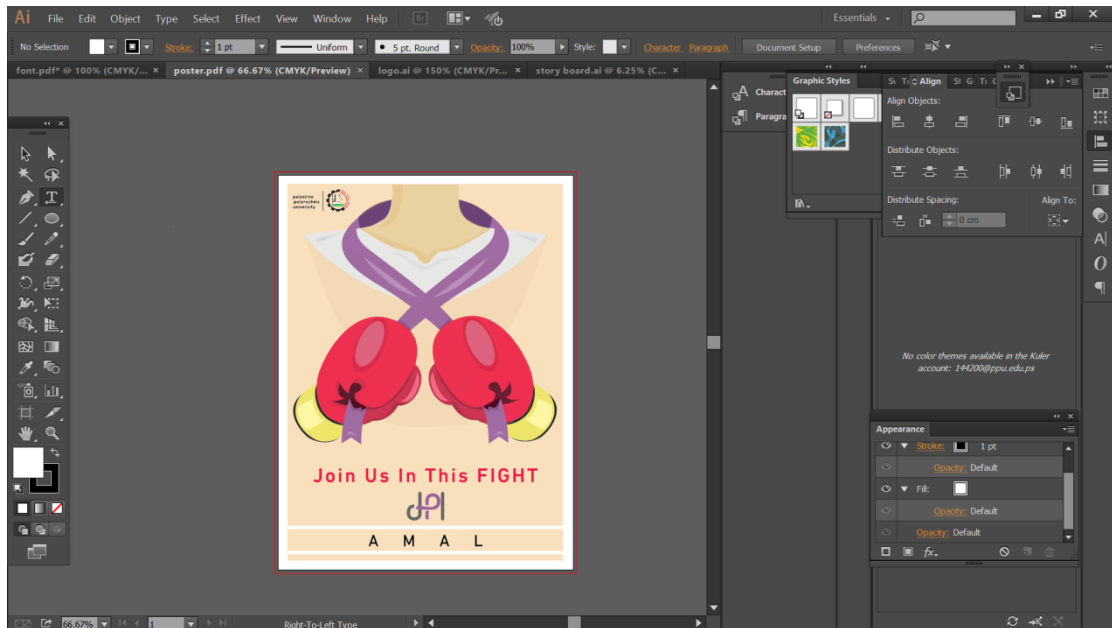 Ai File Edit Object Type Select Effect View Window Help Br Essentials
No Selection Stroke: 1 pt Uniform 5 pt. Round Opacity: 100% Style: Character Paragraph Document Setup Preferences
font.pdf* @ 100% (CMYK/... × poster.pdf @ 66.67% (CMYK/Preview) × logo.ai @ 150% (CMYK/Pr... × story board.ai @ 6.25% (C... ×
Charact
Paragra
Graphic Styles
Align
Align Objects:
Distribute Objects:
Distribute Spacing: Align To:
0 cm
palestine
polytechnic
university
Join Us In This FIGHT
أمل
A M A L
No color themes available in the Kuler
account: 144200@ppu.edu.ps
Appearance
Stroke: 1 pt
Opacity: Default
Fill:
Opacity: Default
Opacity: Default
fx.
66.67% 1 Right-To-Left Type